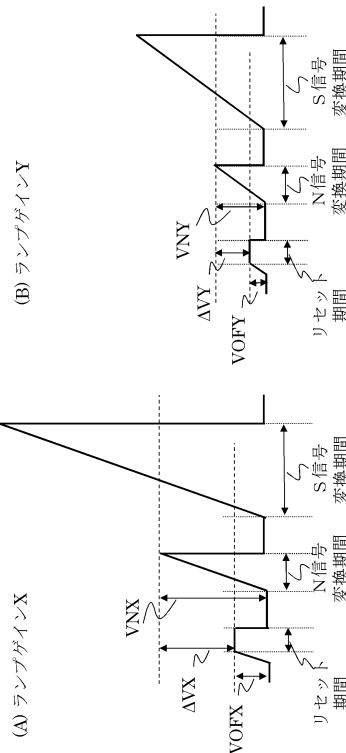 (A) ランプゲインX
VNX
ΔVX
VOFX
リセット
期間
N信号
変換期間
S信号
変換期間
(B) ランプゲインY
VNY
ΔVY
VOFY
リセット
期間
N信号
変換期間
S信号
変換期間